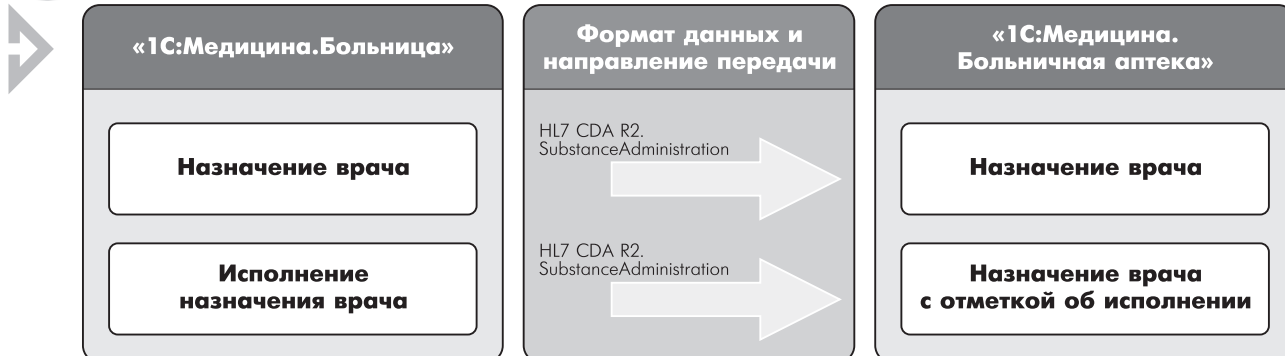 «1С:Медицина.Больница»
Формат данных и
направление передачи
«1С:Медицина.
Больничная аптека»
Назначение врача
HL7 CDA R2.
SubstanceAdministration
Назначение врача
Исполнение
назначения врача
HL7 CDA R2.
SubstanceAdministration
Назначение врача
с отметкой об исполнении